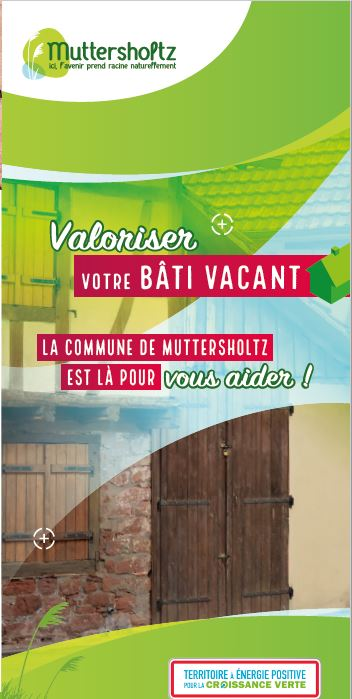 Muttersholtz
ici, l'avenir prend racine naturellement
Valoriser
VOTRE BÂTI VACANT
LA COMMUNE DE MUTTERSHOLTZ
EST LÀ POUR vous aider !
TERRITOIRE À ÉNERGIE POSITIVE
POUR LA CROISSANCE VERTE